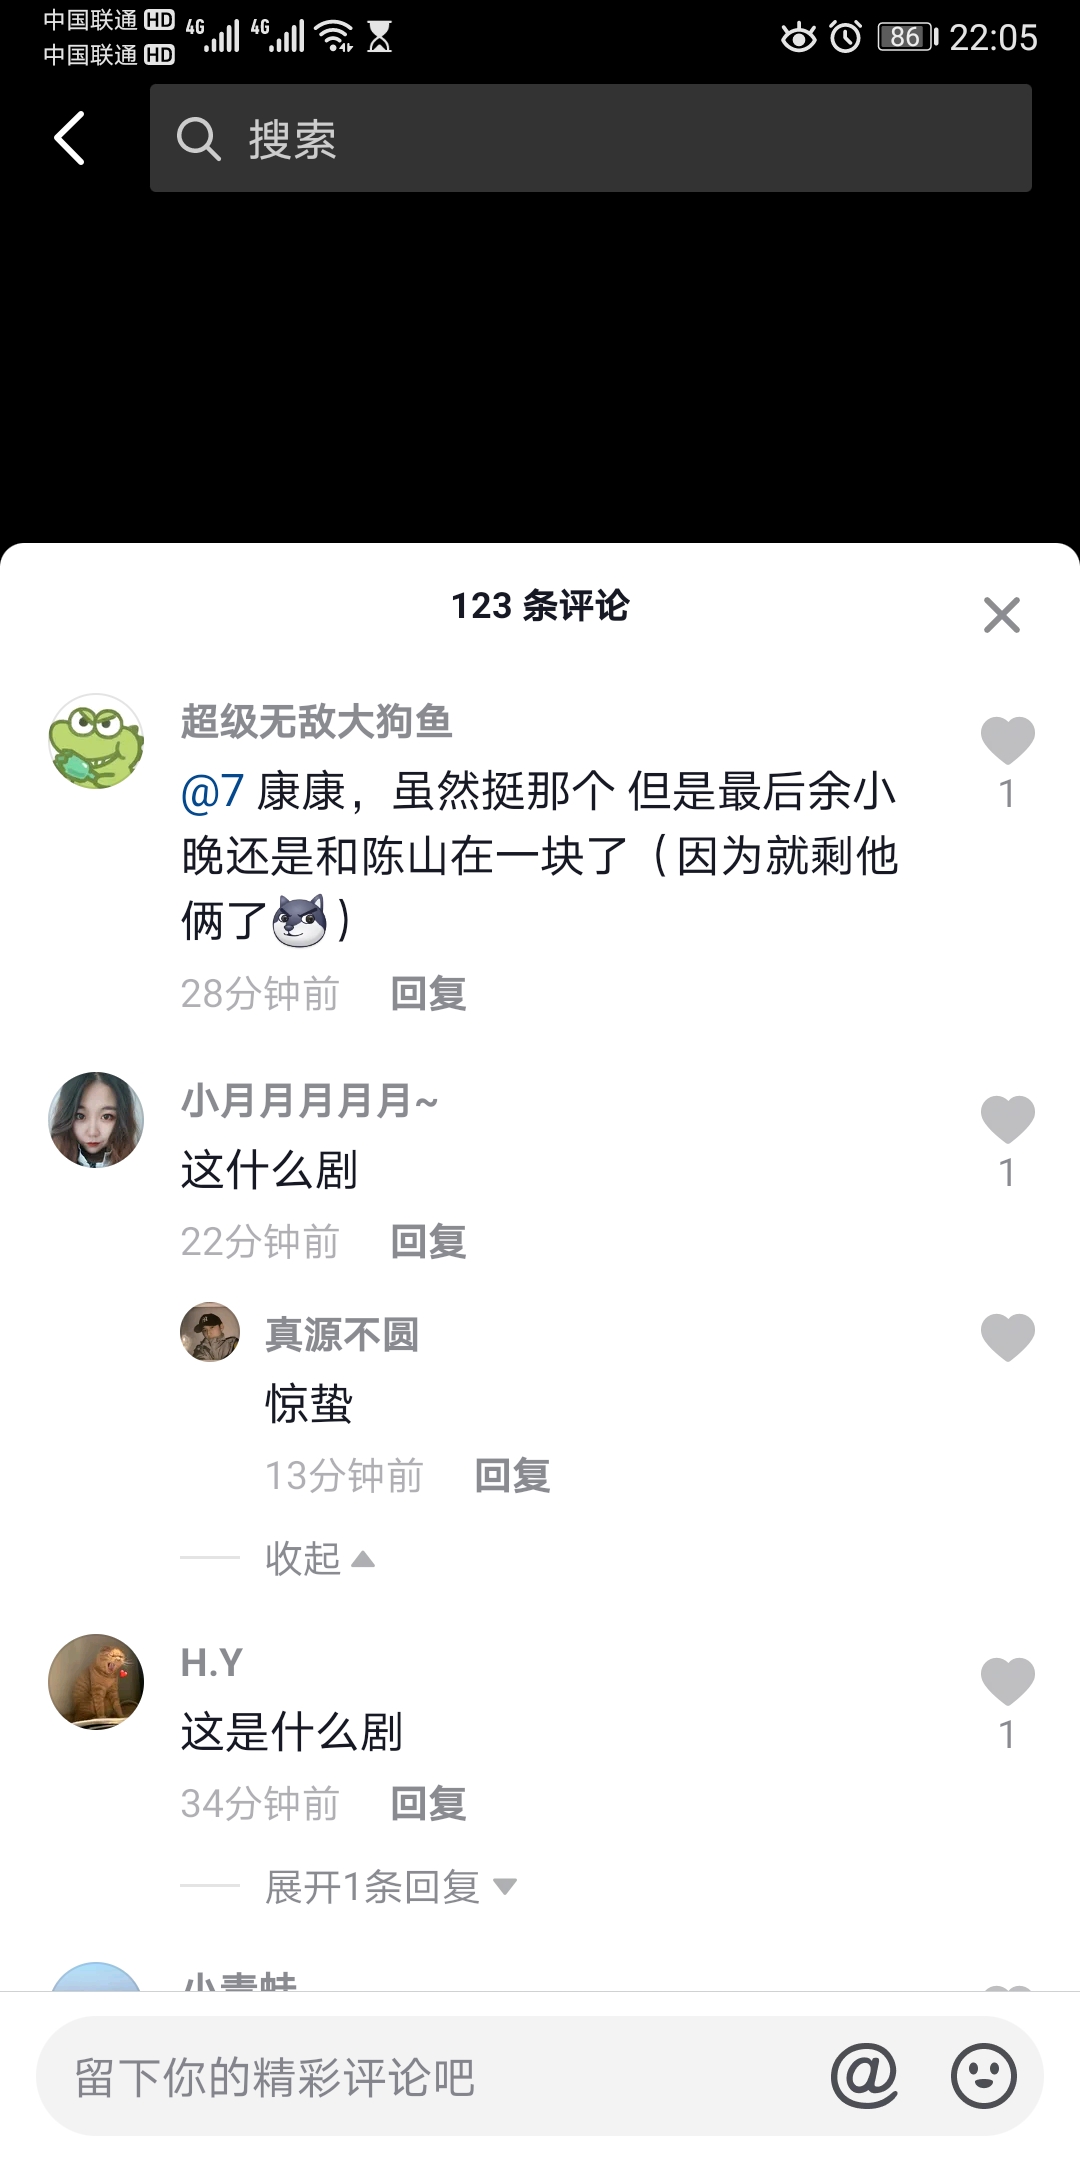 中国联通 HD 4G 4G 86 22:05
中国联通 HD
搜索
123 条评论
超级无敌大狗鱼
@7 康康，虽然挺那个 但是最后余小
晚还是和陈山在一块了（因为就剩他
俩了）
1
28分钟前 回复
小月月月月月~
这什么剧
1
22分钟前 回复
真源不圆
惊蛰
13分钟前 回复
收起
H.Y
这是什么剧
1
34分钟前 回复
展开1条回复
小青蛙
留下你的精彩评论吧